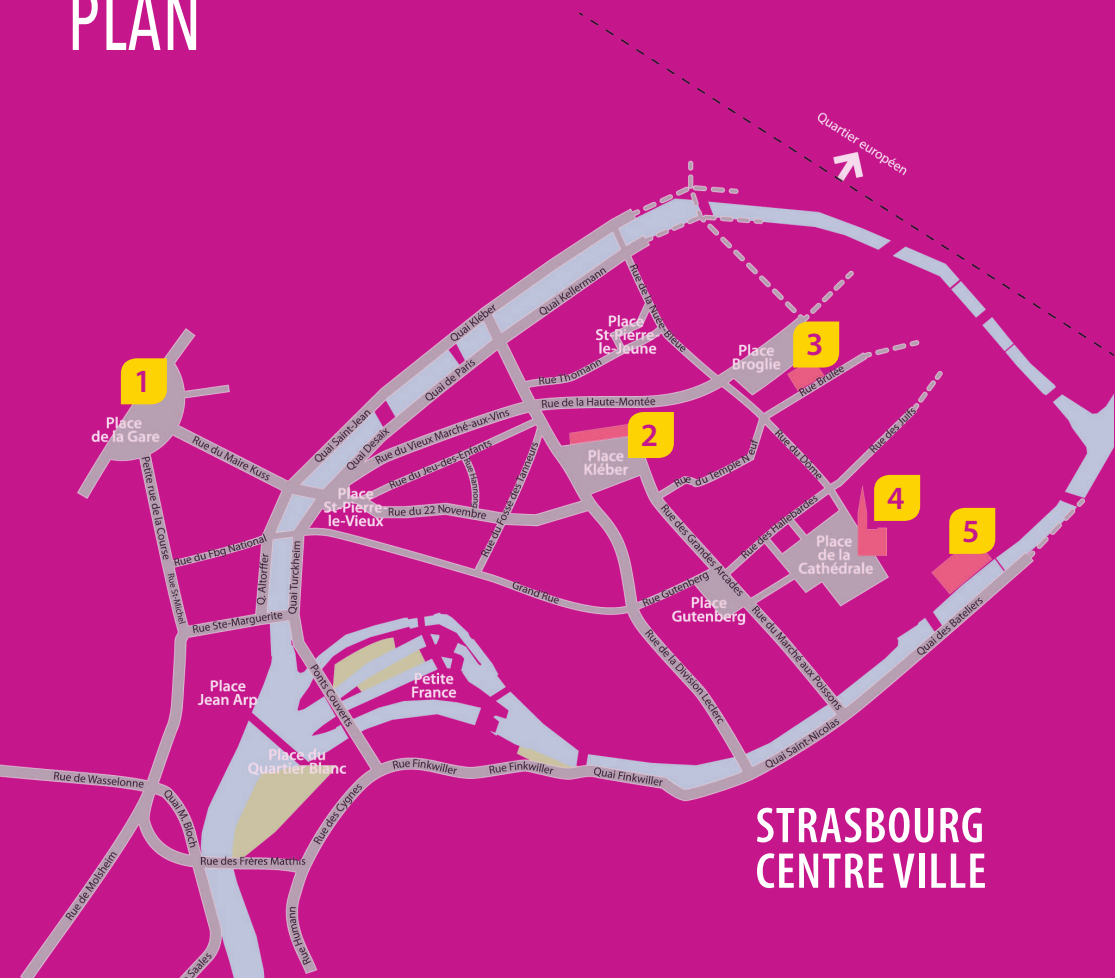 PLAN
Quartier européen
Quai Kléber
Quai Kellermann
Rue de la Nuée-Bleue
Place
St-Pierre-
le-Jeune
Place
Broglie
3
Rue Brulée
1
Place
de la Gare
Quai de Paris
Rue Thomann
Rue de la Haute-Montée
Quai Saint-Jean
Quai Desaix
Rue du Vieux Marché-aux-Vins
2
Place
Kléber
Rue du Maire Kuss
Rue du Jeu-des-Enfants
Rue Hannong
Rue du Fossé des Tanneurs
Rue du Temple Neuf
Rue du Dôme
Rue des Juifs
Petite rue de la Course
Place
St-Pierre
le-Vieux
Rue du 22 Novembre
Rue des Grandes Arcades
Rue des Hallebardes
4
Place
de la
Cathédrale
5
Rue du Fbg National
Q. Altorffer
Quai Turckheim
Grand Rue
Rue Gutenberg
Place
Gutenberg
Rue St-Michel
Rue Ste-Marguerite
Rue du Marché aux Poissons
Quai des Bateliers
Rue de la Division Leclerc
Place
Jean Arp
Ponts Couverts
Petite
France
Place du
Quartier Blanc
Rue Finkwiller
Rue Finkwiller
Quai Finkwiller
Quai Saint-Nicolas
Rue de Wasselonne
Quai M. Bloch
Rue des Cygnes
Rue des Frères Matthis
Rue de Molsheim
Rue Humann
Saales
STRASBOURG
CENTRE VILLE